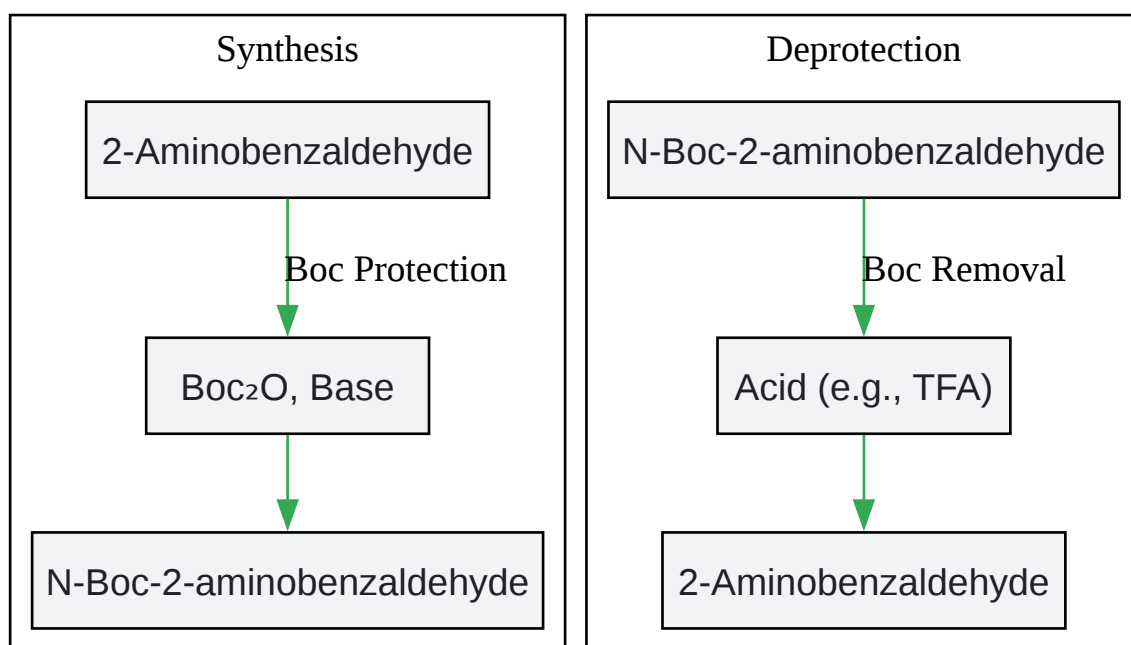 Synthesis
2-Aminobenzaldehyde
Boc Protection
Boc₂O, Base
N-Boc-2-aminobenzaldehyde
Deprotection
N-Boc-2-aminobenzaldehyde
Boc Removal
Acid (e.g., TFA)
2-Aminobenzaldehyde